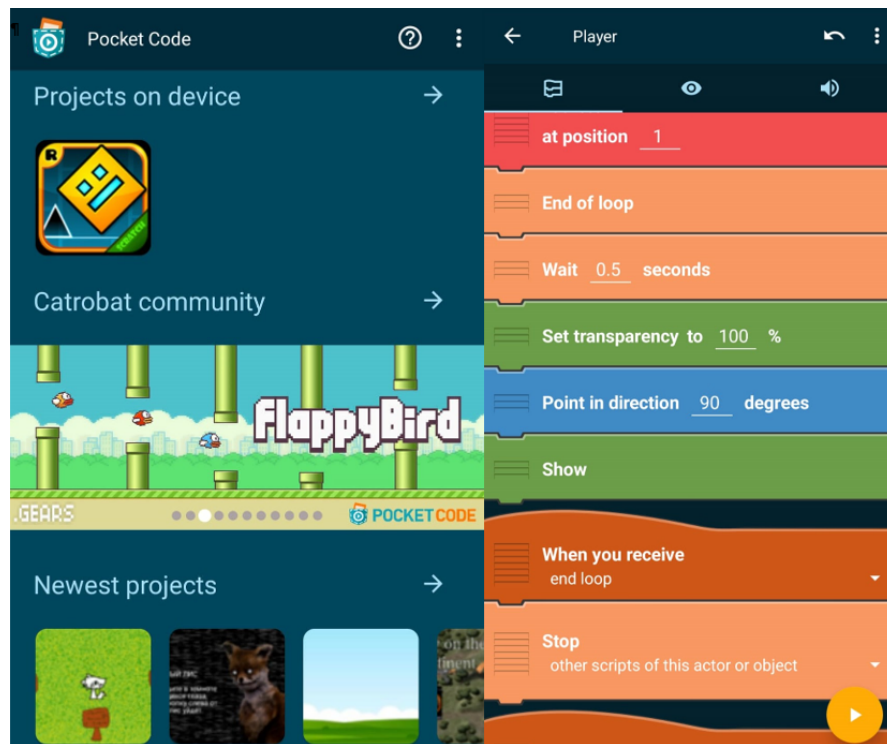 Pocket Code
Projects on device
R
SCRATCH
Catrobat community
FlappyBird
.GEARS
POCKETCODE
Newest projects
Player
at position 1
End of loop
Wait 0.5 seconds
Set transparency to 100 %
Point in direction 90 degrees
Show
When you receive
end loop
Stop
other scripts of this actor or object